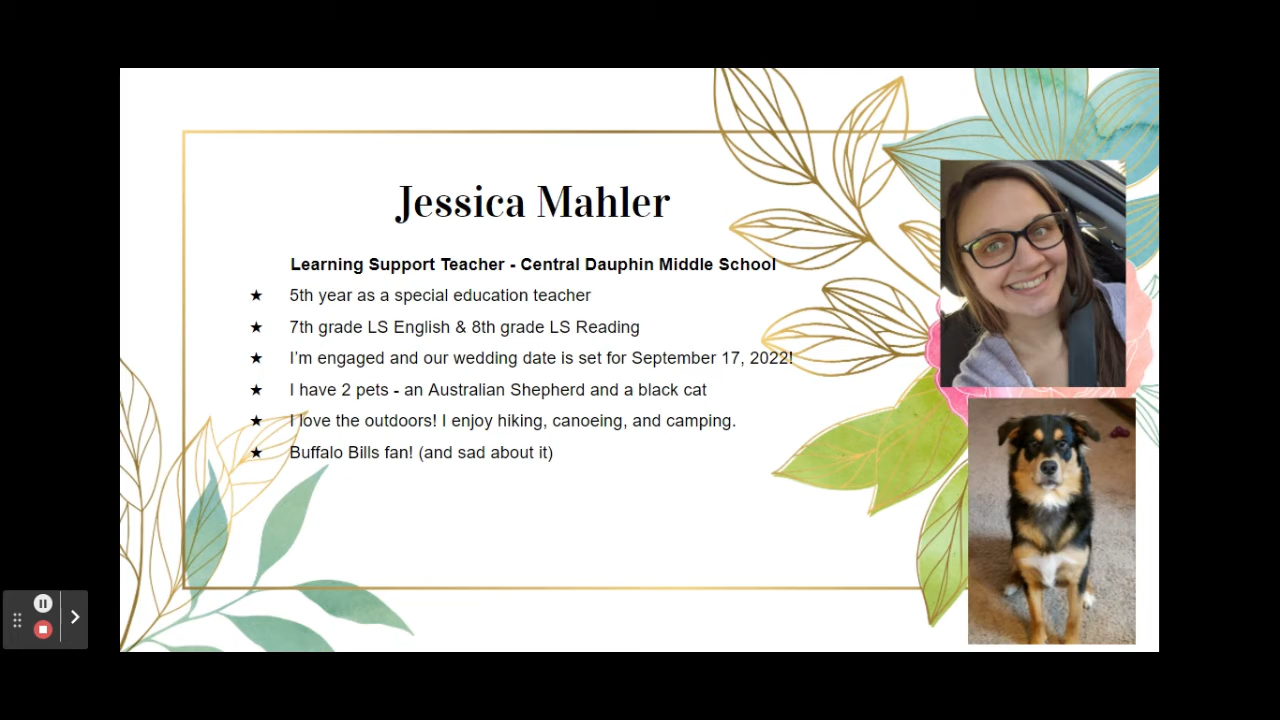 Jessica Mahler
Learning Support Teacher - Central Dauphin Middle School
★ 5th year as a special education teacher
★ 7th grade LS English & 8th grade LS Reading
★ I'm engaged and our wedding date is set for September 17, 2022!
★ I have 2 pets - an Australian Shepherd and a black cat
★ I love the outdoors! I enjoy hiking, canoeing, and camping.
★ Buffalo Bills fan! (and sad about it)